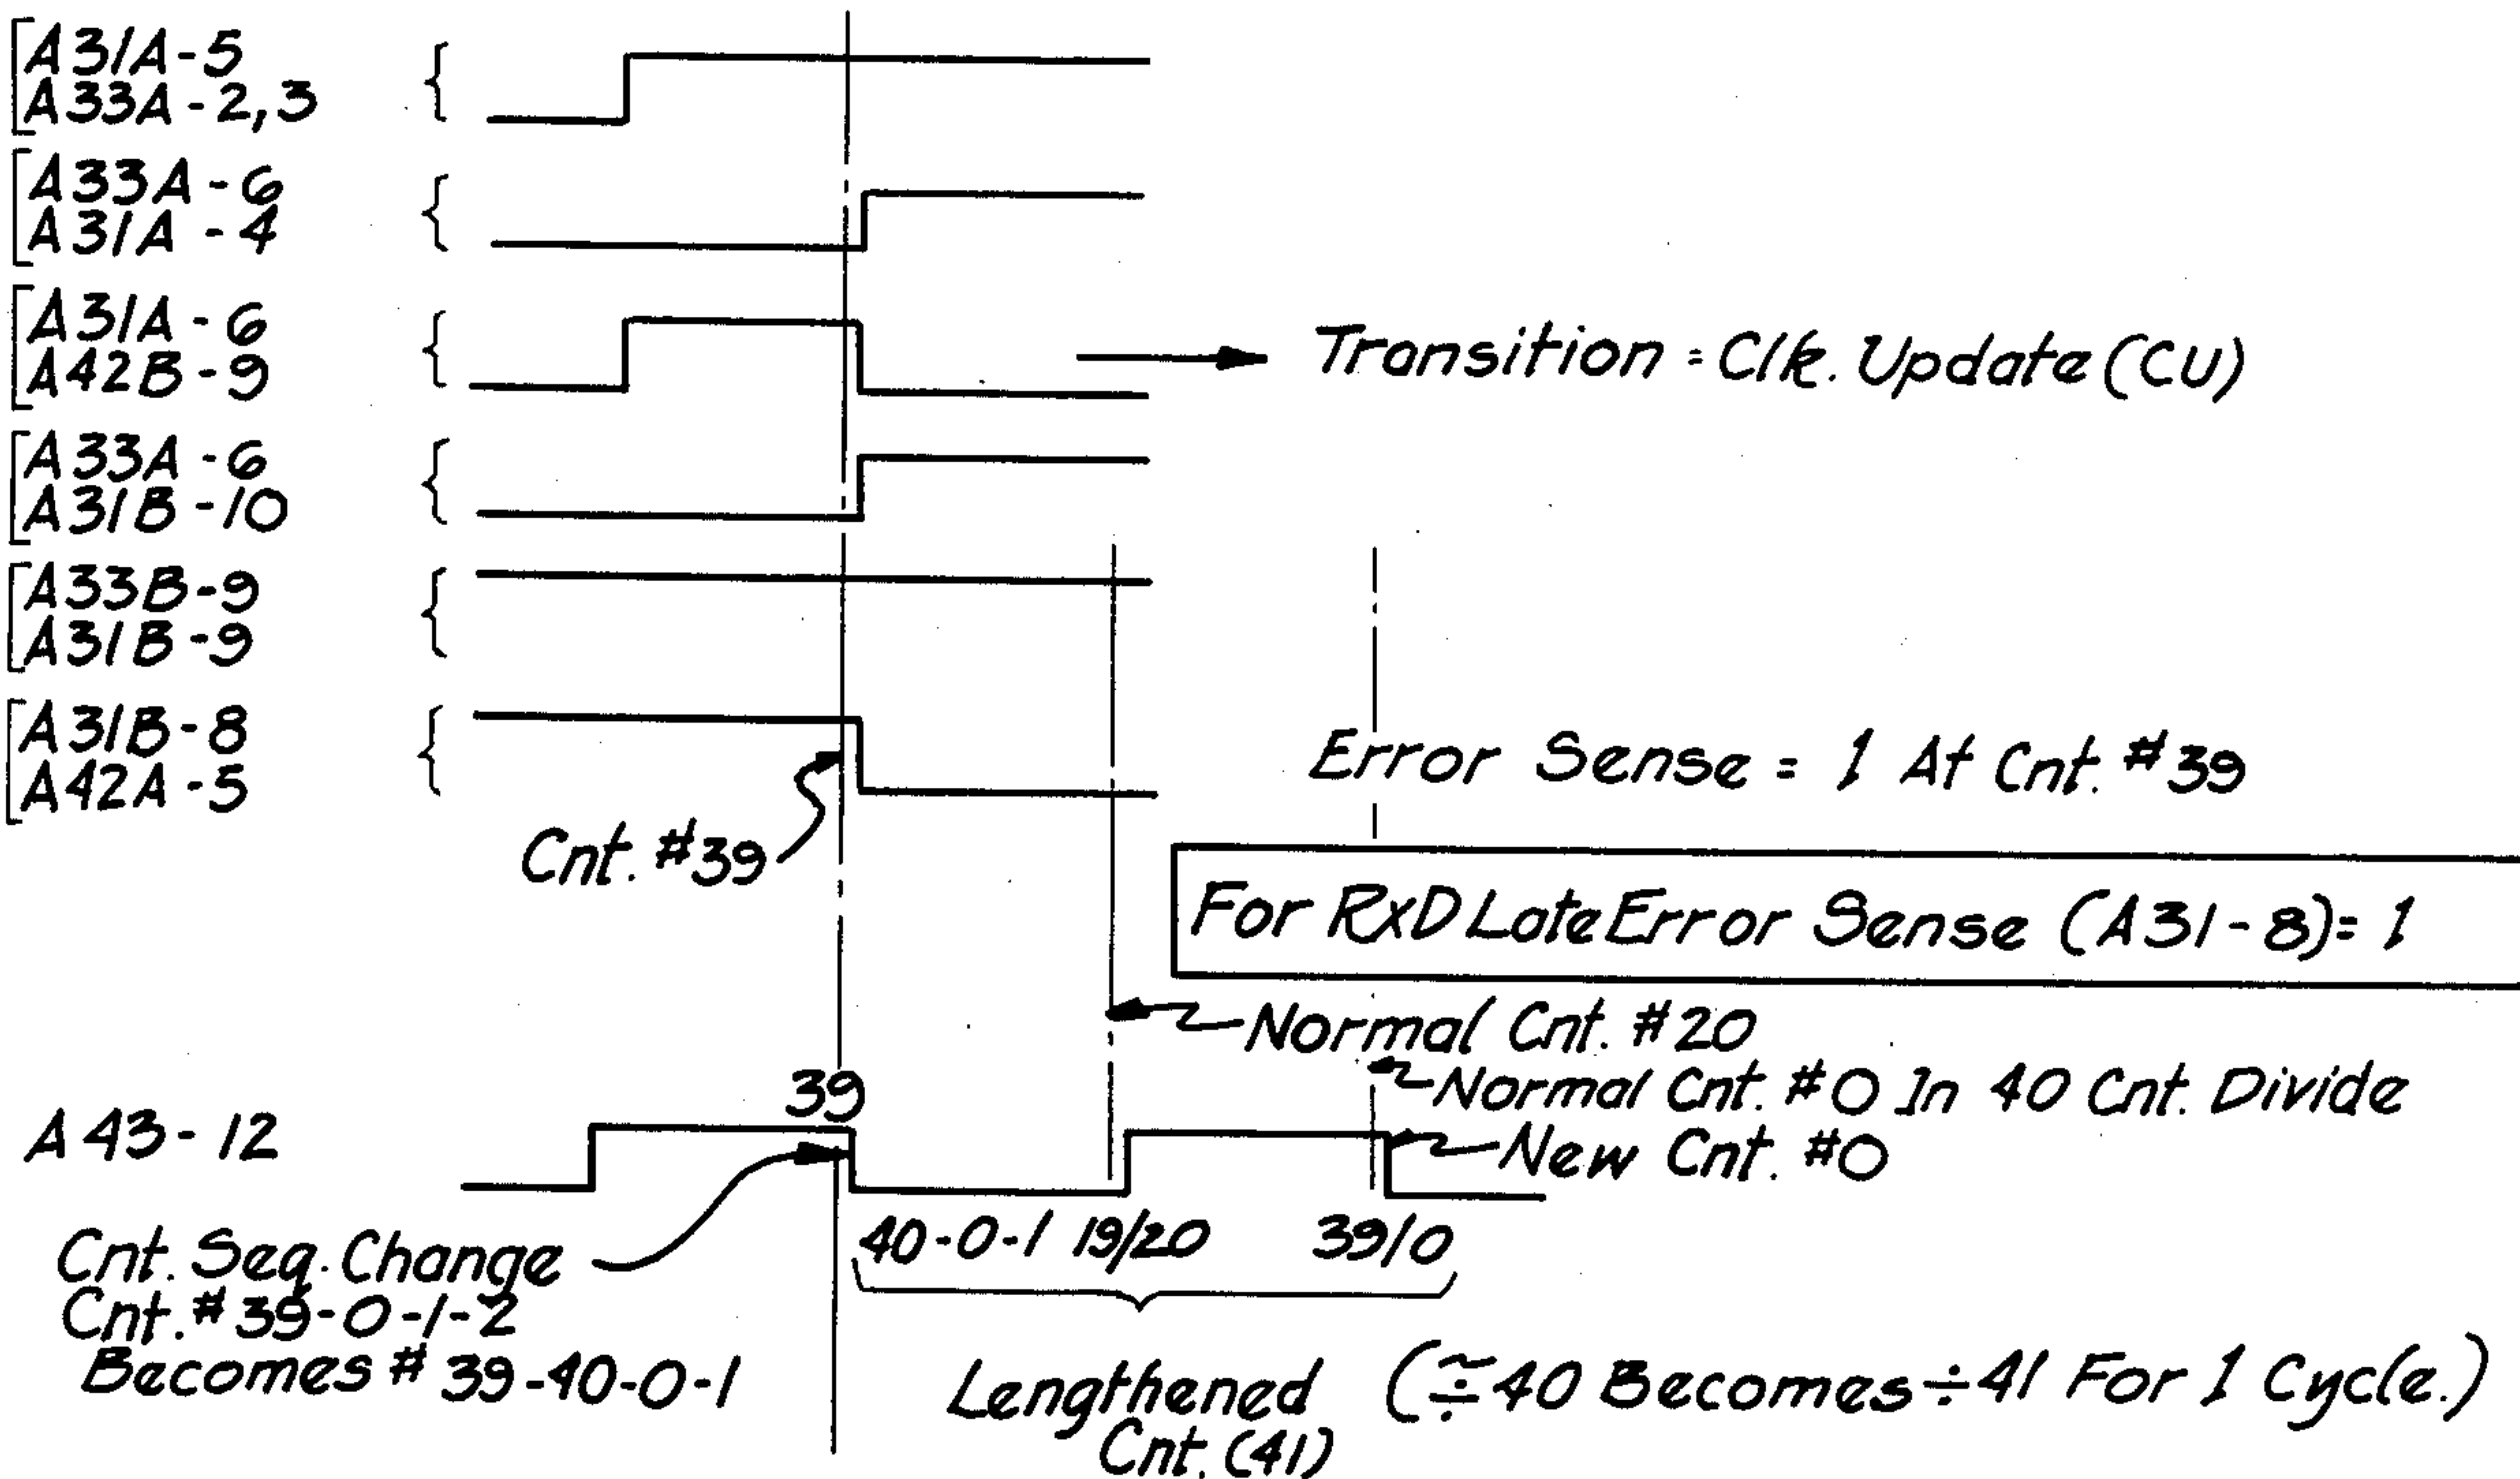 A31A-5
A33A-2,3
A33A-6
A31A-4
A31A-6
A42B-9
Transition = Clk. Update (CU)
A33A-6
A31B-10
A33B-9
A31B-9
A31B-8
A42A-5
Error Sense = 1 At Cnt. #39
Cnt. #39
For RxD Late Error Sense (A31-8)= 1
Normal Cnt. #20
39
Normal Cnt. #0 In 40 Cnt. Divide
A43-12
New Cnt. #0
40-0-1 19/20 39/0
Cnt. Seq. Change
Cnt. #39-0-1-2
Becomes #39-40-0-1
Lengthened (≈÷40 Becomes ÷41 For 1 Cycle.)
Cnt. (41)